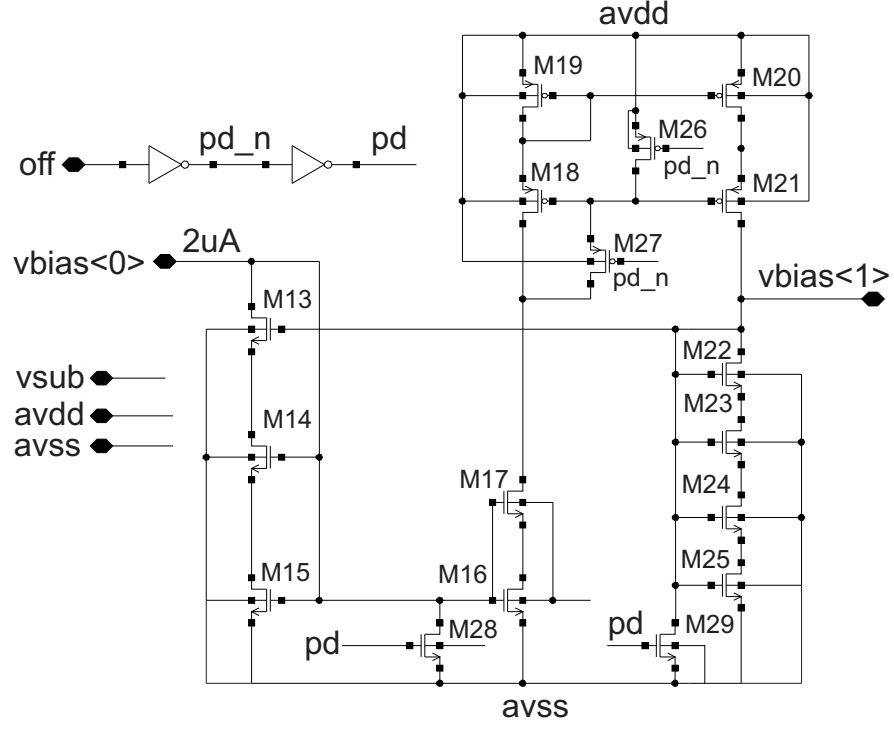 avdd
M19
M20
off
pd_n
pd
M26
pd_n
M18
M21
2uA
vbias<0>
M27
pd_n
vbias<1>
M13
vsub
M22
avdd
M23
avss
M14
M17
M24
M15
M16
M25
pd
M28
pd
M29
avss